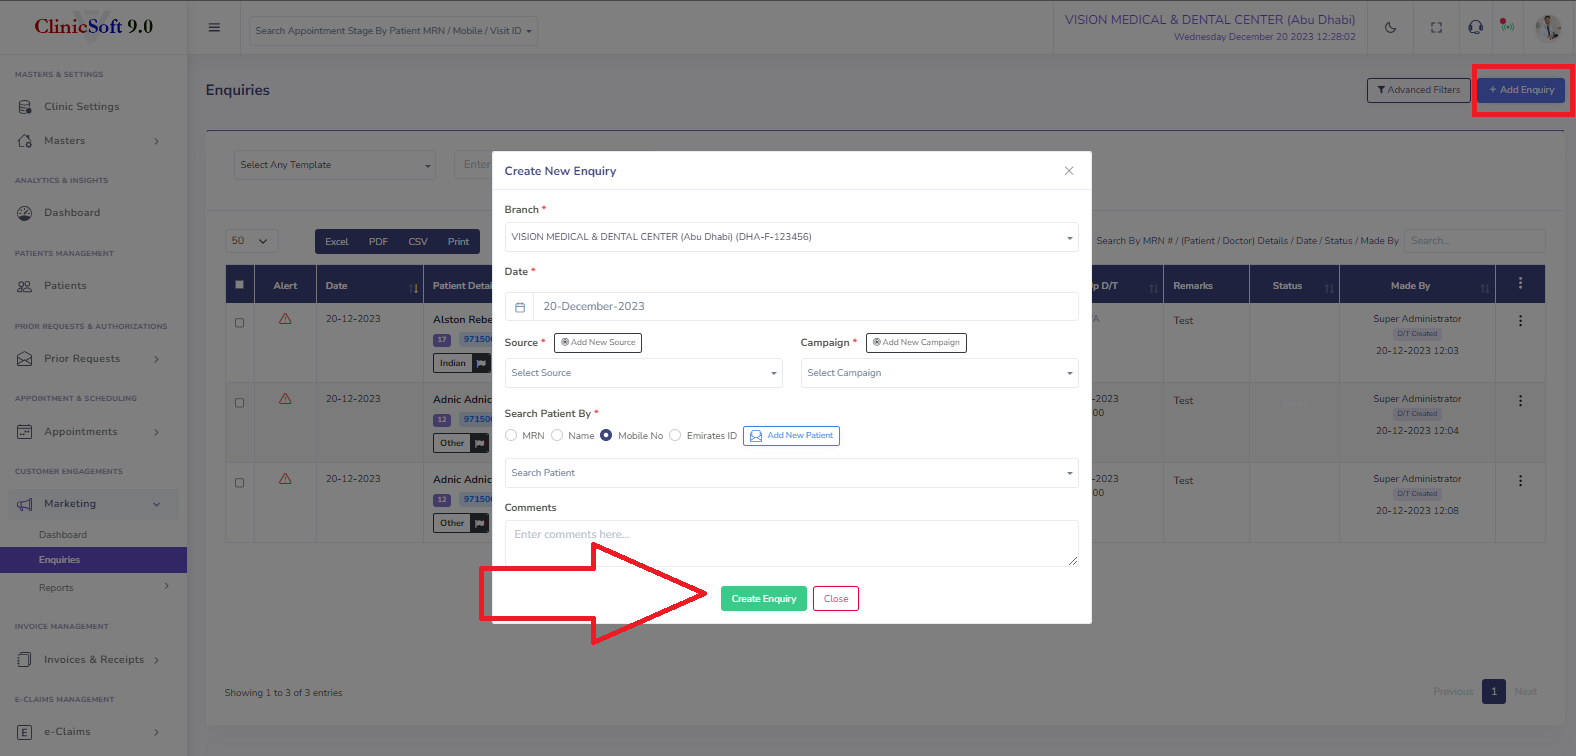 ClinicSoft 9.0
Search Appointment Stage By Patient MRN / Mobile / Visit ID
VISION MEDICAL & DENTAL CENTER (Abu Dhabi)
Wednesday December 20 2023 12:28:02
MASTERS & SETTINGS
Clinic Settings
Masters
ANALYTICS & INSIGHTS
Dashboard
PATIENTS MANAGEMENT
Patients
PRIOR REQUESTS & AUTHORIZATIONS
Prior Requests
APPOINTMENT & SCHEDULING
Appointments
CUSTOMER ENGAGEMENTS
Marketing
Dashboard
Enquiries
Reports
INVOICE MANAGEMENT
Invoices & Receipts
E-CLAIMS MANAGEMENT
E e-Claims
Enquiries
Advanced Filters
+ Add Enquiry
Select Any Template
Enter
50
Excel PDF CSV Print
Search By MRN # / (Patient / Doctor) Details / Date / Status / Made By
Search...
Alert Date Patient Detai p D/T Remarks Status Made By
20-12-2023 Alston Rebe A Test Super Administrator
17 97150 D/T Created
Indian 20-12-2023 12:03
20-12-2023 Adnic Adnic -2023 Test Super Administrator
12 97150 00 D/T Created
Other 20-12-2023 12:04
20-12-2023 Adnic Adnic -2023 Test Super Administrator
12 97150 00 D/T Created
Other 20-12-2023 12:08
Showing 1 to 3 of 3 entries
Previous 1 Next
Create New Enquiry
Branch *
VISION MEDICAL & DENTAL CENTER (Abu Dhabi) (DHA-F-123456)
Date *
20-December-2023
Source * Add New Source
Campaign * Add New Campaign
Select Source
Select Campaign
Search Patient By *
MRN Name Mobile No Emirates ID Add New Patient
Search Patient
Comments
Enter comments here...
Create Enquiry Close